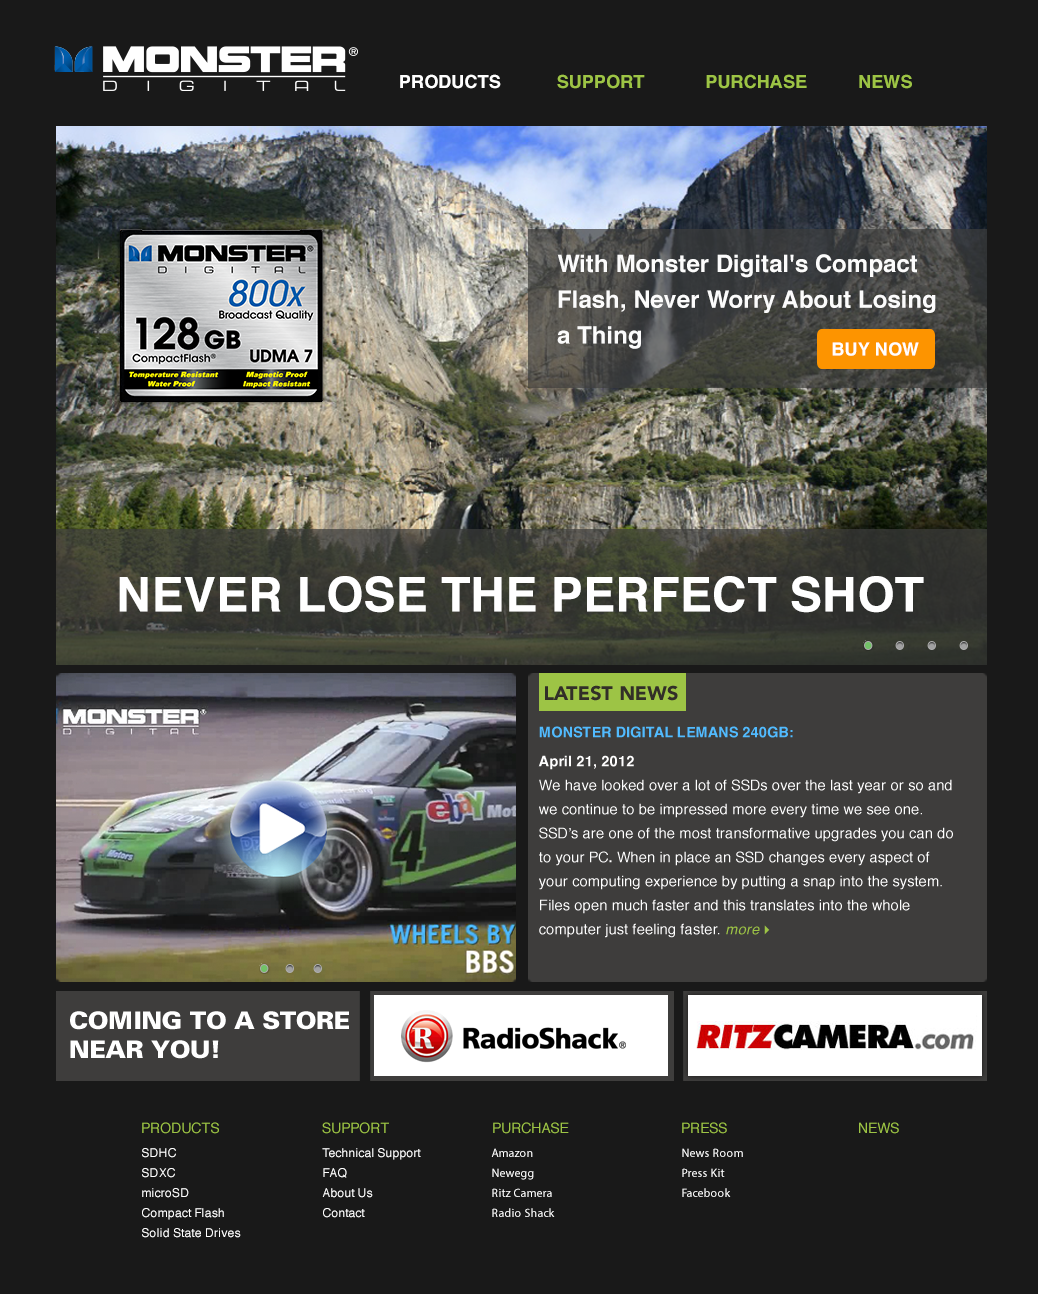 MONSTER®
DIGITAL
PRODUCTS
SUPPORT
PURCHASE
NEWS
MONSTER®
DIGITAL
800x
Broadcast Quality
128GB
CompactFlash®
UDMA 7
Temperature Resistant
Water Proof
Magnetic Proof
Impact Resistant
With Monster Digital's Compact
Flash, Never Worry About Losing
a Thing
BUY NOW
NEVER LOSE THE PERFECT SHOT
MONSTER®
DIGITAL
ebay Mot
4
Motors
WHEELS BY
BBS
LATEST NEWS
MONSTER DIGITAL LEMANS 240GB:
April 21, 2012
We have looked over a lot of SSDs over the last year or so and
we continue to be impressed more every time we see one.
SSD's are one of the most transformative upgrades you can do
to your PC. When in place an SSD changes every aspect of
your computing experience by putting a snap into the system.
Files open much faster and this translates into the whole
computer just feeling faster. more
COMING TO A STORE
NEAR YOU!
R RadioShack®
RITZCAMERA.com
PRODUCTS
SDHC
SDXC
microSD
Compact Flash
Solid State Drives
SUPPORT
Technical Support
FAQ
About Us
Contact
PURCHASE
Amazon
Newegg
Ritz Camera
Radio Shack
PRESS
News Room
Press Kit
Facebook
NEWS